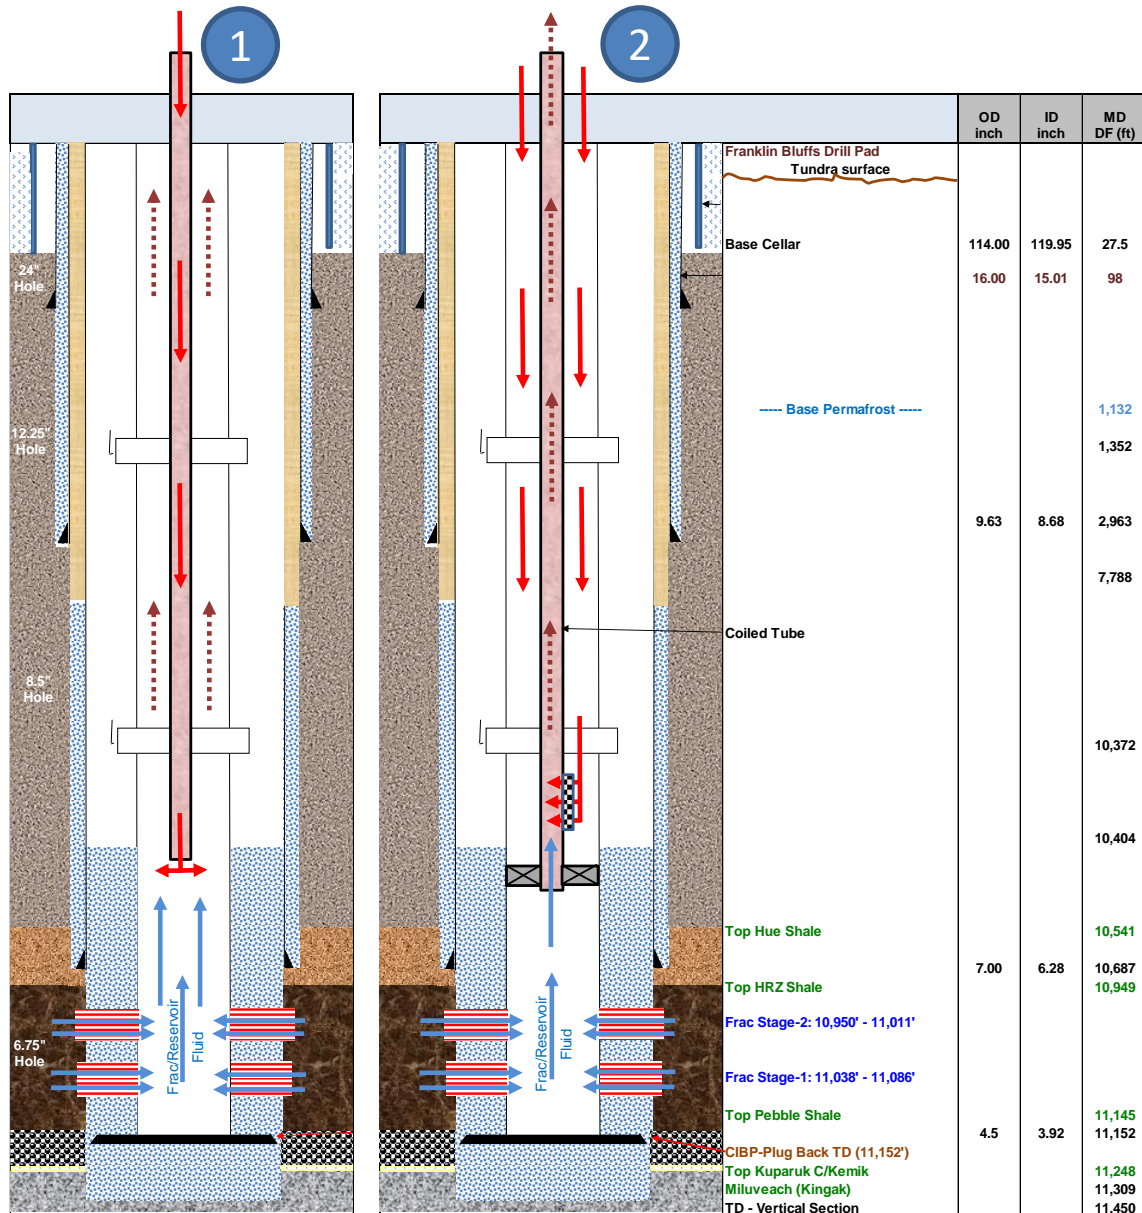 1
2
OD inch
ID inch
MD DF (ft)
Franklin Bluffs Drill Pad
Tundra surface
Base Cellar 114.00 119.95 27.5
24" Hole
16.00 15.01 98
----- Base Permafrost ----- 1,132
12.25" Hole
1,352
9.63 8.68 2,963
7,788
Coiled Tube
8.5" Hole
10,372
10,404
Top Hue Shale 10,541
7.00 6.28 10,687
Top HRZ Shale 10,949
Frac Stage-2: 10,950' - 11,011'
6.75" Hole
Frac/Reservoir Fluid
Frac/Reservoir Fluid
Frac Stage-1: 11,038' - 11,086'
Top Pebble Shale 11,145
4.5 3.92 11,152
CIBP-Plug Back TD (11,152')
Top Kuparuk C/Kemik 11,248
Miluveach (Kingak) 11,309
TD - Vertical Section 11,450